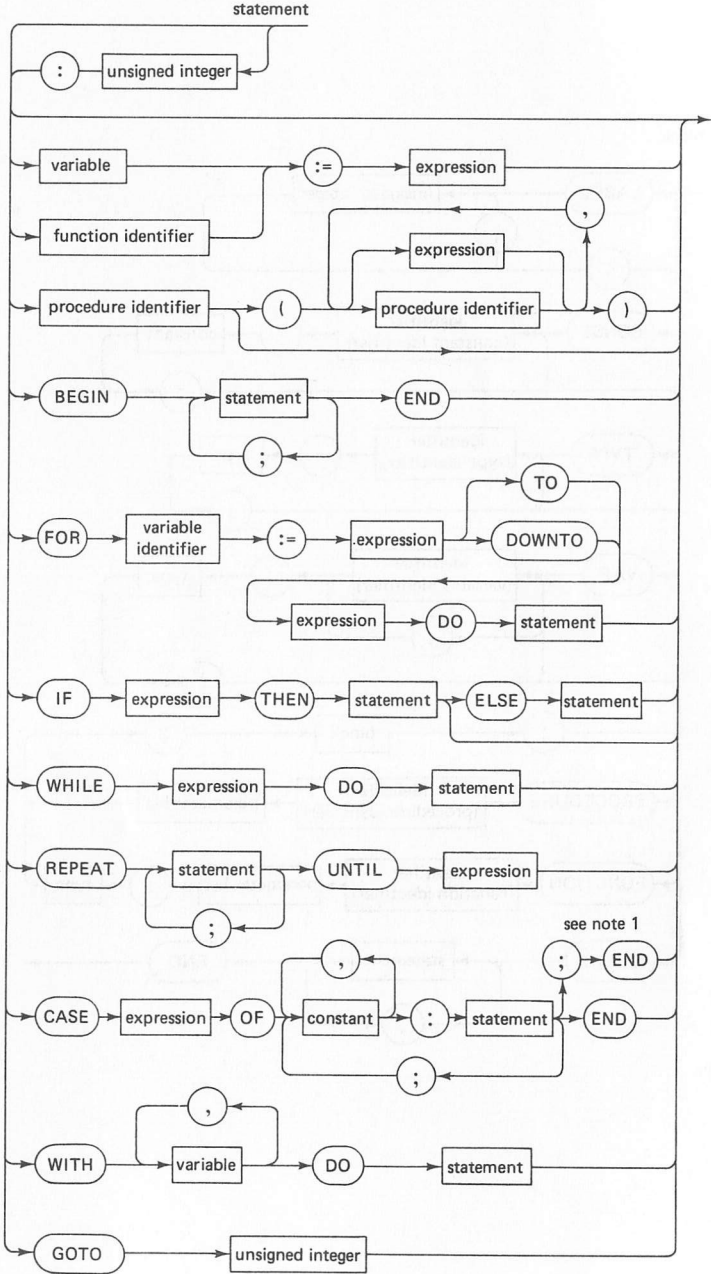 statement
: unsigned integer
variable := expression
,
function identifier expression
procedure identifier ( procedure identifier )
BEGIN statement END
;
TO
FOR variable identifier := .expression DOWNTO
expression DO statement
IF expression THEN statement ELSE statement
WHILE expression DO statement
REPEAT statement UNTIL expression
;
see note 1
, ; END
CASE expression OF constant : statement END
;
,
WITH variable DO statement
GOTO unsigned integer